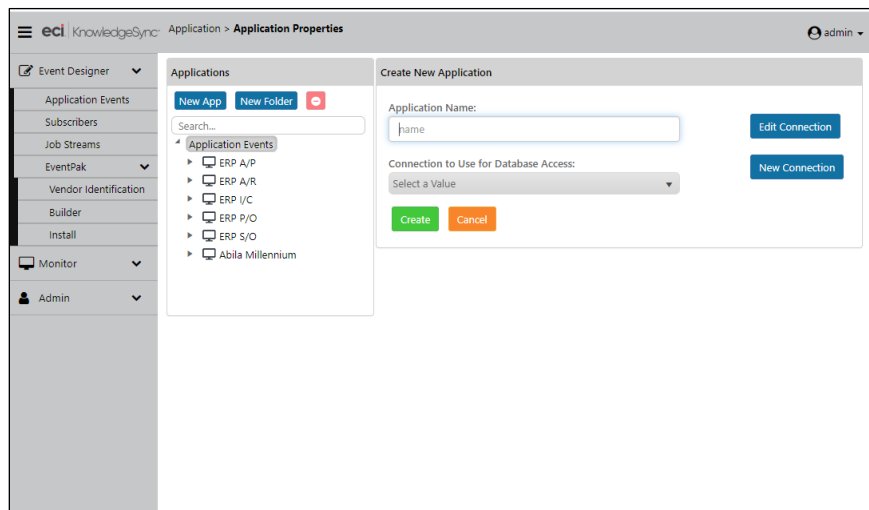 eci KnowledgeSync
Application > Application Properties
admin
Event Designer
Application Events
Subscribers
Job Streams
EventPak
Vendor Identification
Builder
Install
Monitor
Admin
Applications
New App
New Folder
Search...
Application Events
ERP A/P
ERP A/R
ERP I/C
ERP P/O
ERP S/O
Abila Millennium
Create New Application
Application Name:
name
Edit Connection
Connection to Use for Database Access:
New Connection
Select a Value
Create
Cancel